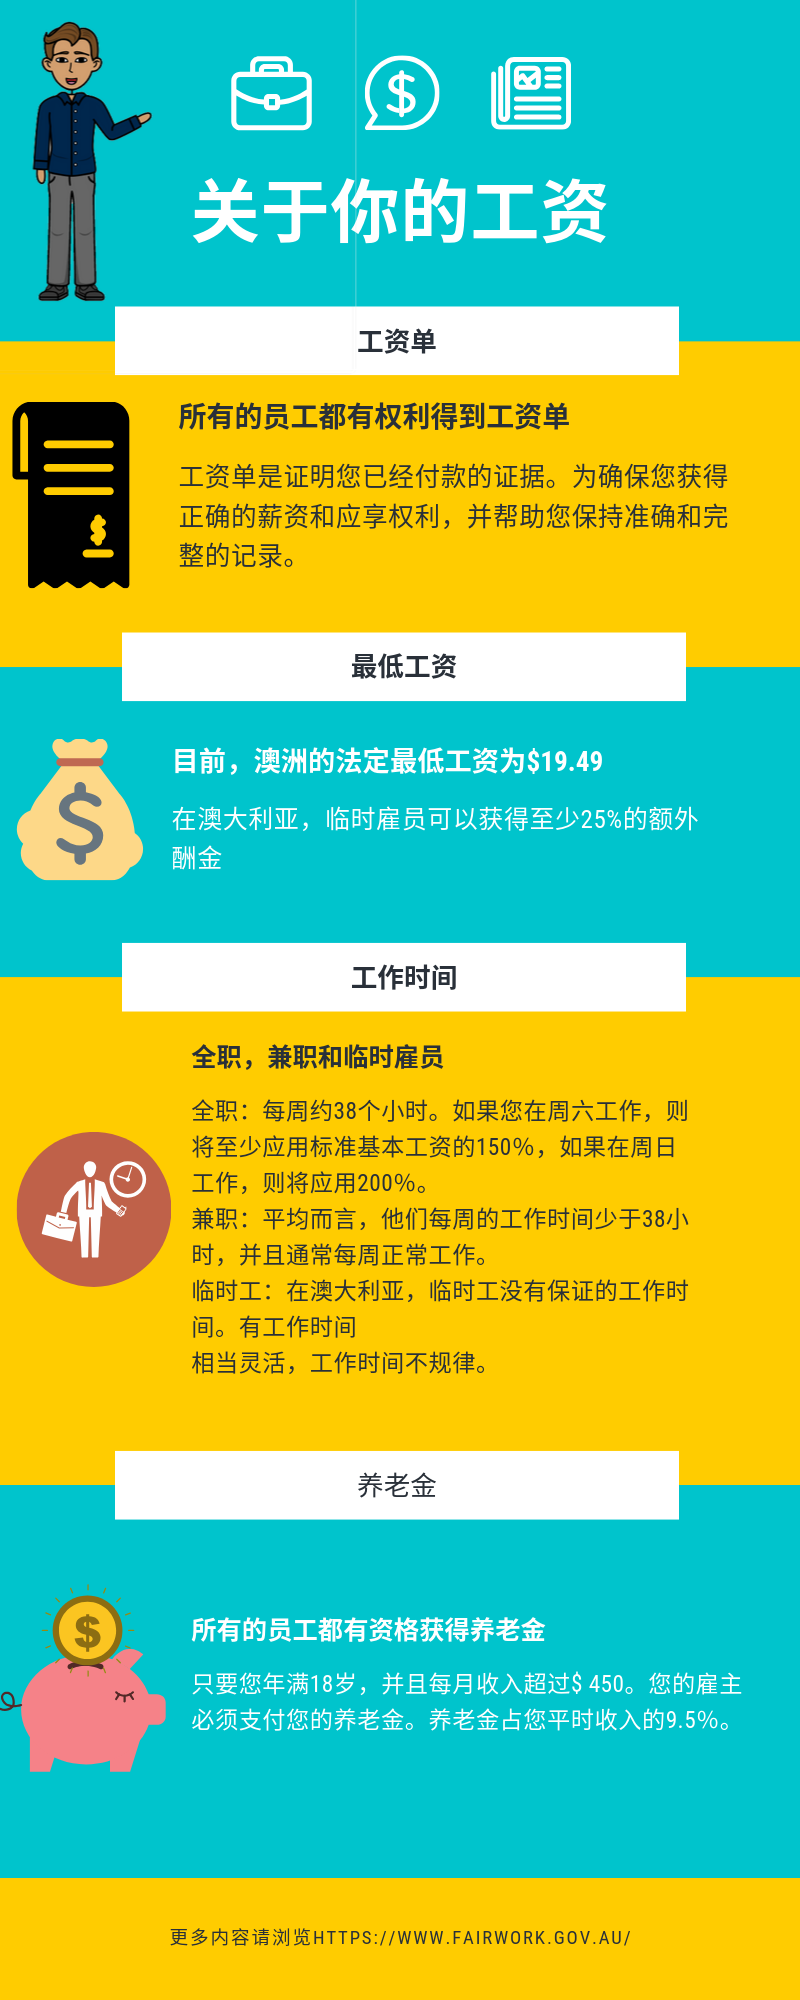 关于你的工资
工资单
所有的员工都有权利得到工资单
工资单是证明您已经付款的证据。为确保您获得
正确的薪资和应享权利，并帮助您保持准确和完
整的记录。
最低工资
目前，澳洲的法定最低工资为$19.49
在澳大利亚，临时雇员可以获得至少25%的额外
酬金
工作时间
全职，兼职和临时雇员
全职：每周约38个小时。如果您在周六工作，则
将至少应用标准基本工资的150％，如果在周日
工作，则将应用200％。
兼职：平均而言，他们每周的工作时间少于38小
时，并且通常每周正常工作。
临时工：在澳大利亚，临时工没有保证的工作时
间。有工作时间
相当灵活，工作时间不规律。
养老金
所有的员工都有资格获得养老金
只要您年满18岁，并且每月收入超过$ 450。您的雇主
必须支付您的养老金。养老金占您平时收入的9.5％。
更多内容请浏览HTTPS://WWW.FAIRWORK.GOV.AU/